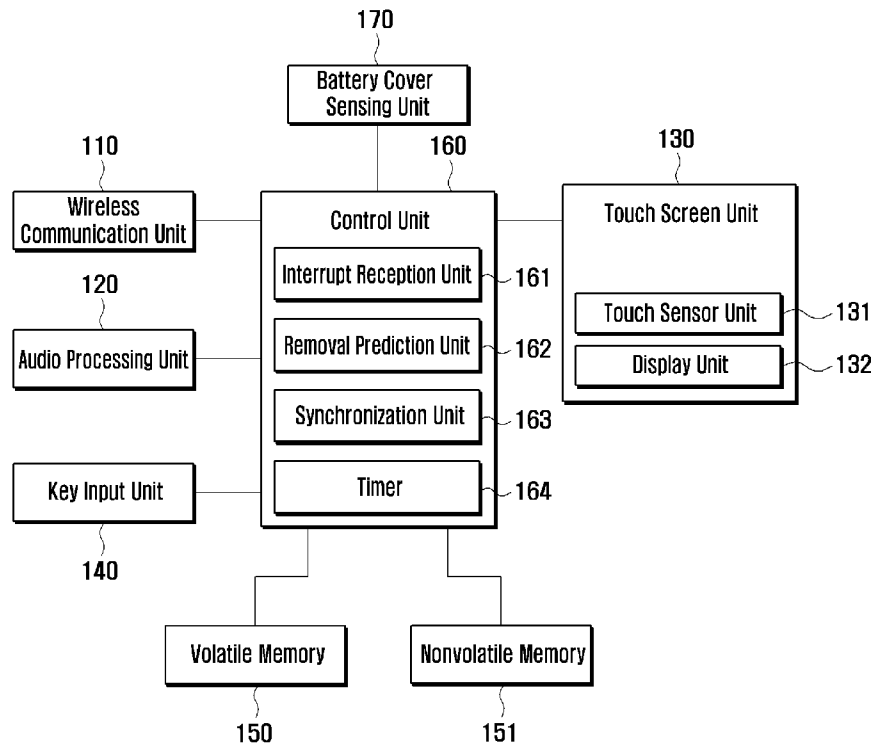 170
Battery Cover
Sensing Unit
110
160
130
Wireless
Communication Unit
Control Unit
Touch Screen Unit
Interrupt Reception Unit
161
120
Touch Sensor Unit
131
Audio Processing Unit
Removal Prediction Unit
162
Display Unit
132
Synchronization Unit
163
Key Input Unit
Timer
164
140
Volatile Memory
Nonvolatile Memory
150
151